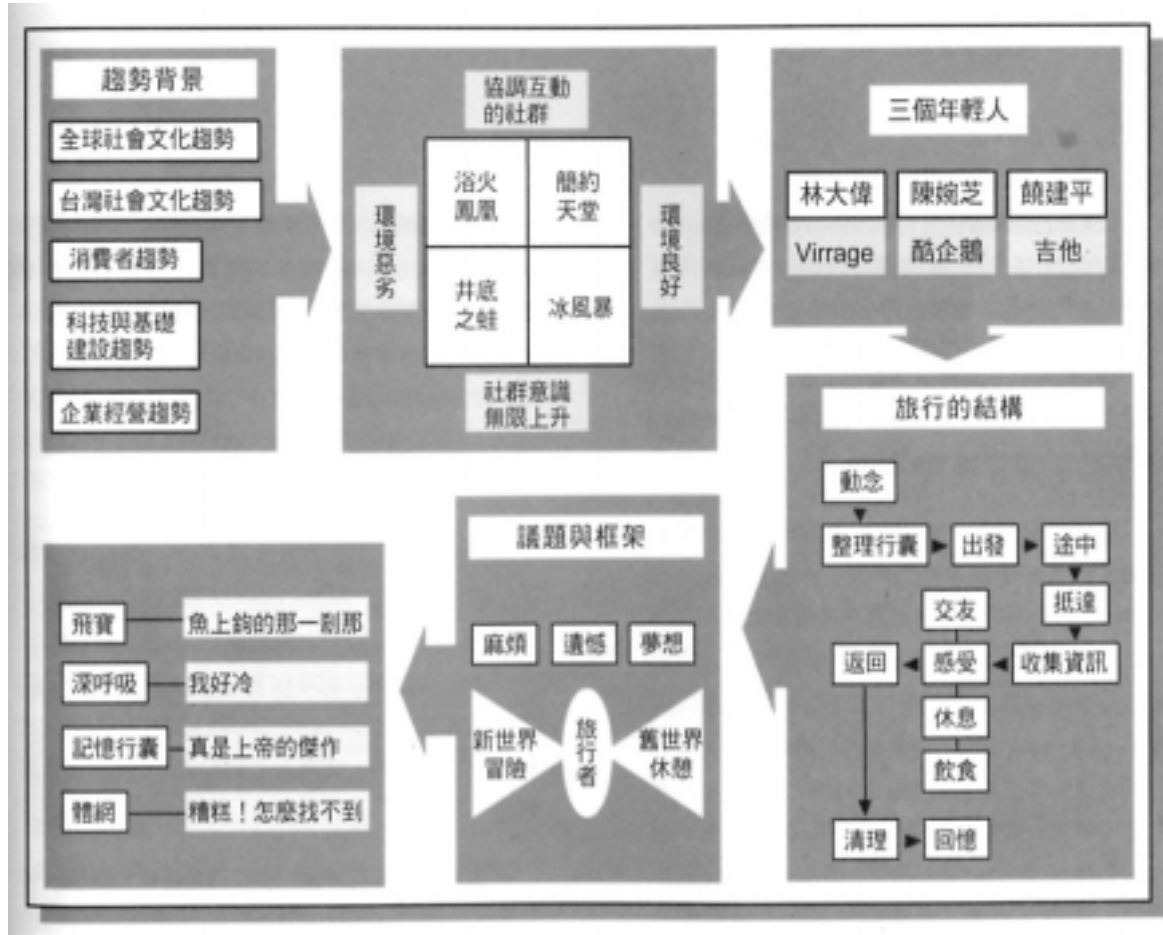 趨勢背景
全球社會文化趨勢
台灣社會文化趨勢
消費者趨勢
科技與基礎
建設趨勢
企業經營趨勢
協調互動
的社群
環境惡劣
浴火
鳳凰
簡約
天堂
井底
之蛙
冰風暴
環境良好
社群意識
無限上升
三個年輕人
林大偉
陳婉芝
饒建平
Virrage
酷企鵝
吉他
旅行的結構
動念
整理行囊
出發
途中
抵達
交友
返回
感受
收集資訊
休息
飲食
清理
回憶
議題與框架
麻煩
遺憾
夢想
新世界
冒險
旅行者
舊世界
休憩
飛寶
魚上鉤的那一剎那
深呼吸
我好冷
記憶行囊
真是上帝的傑作
體網
糟糕！怎麼找不到